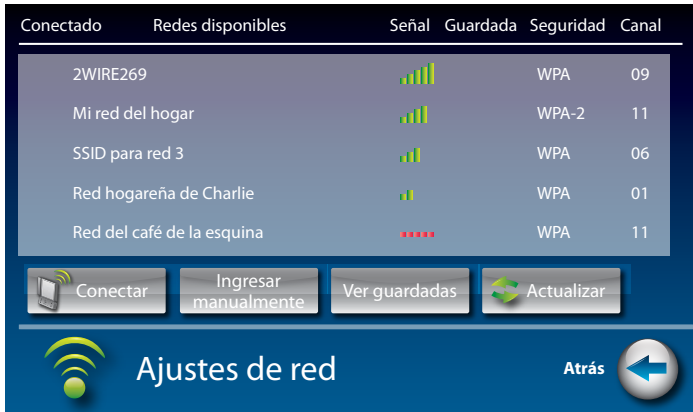 Conectado Redes disponibles Señal Guardada Seguridad Canal
2WIRE269 WPA 09
Mi red del hogar WPA-2 11
SSID para red 3 WPA 06
Red hogareña de Charlie WPA 01
Red del café de la esquina WPA 11
Conectar Ingresar manualmente Ver guardadas Actualizar
Ajustes de red Atrás